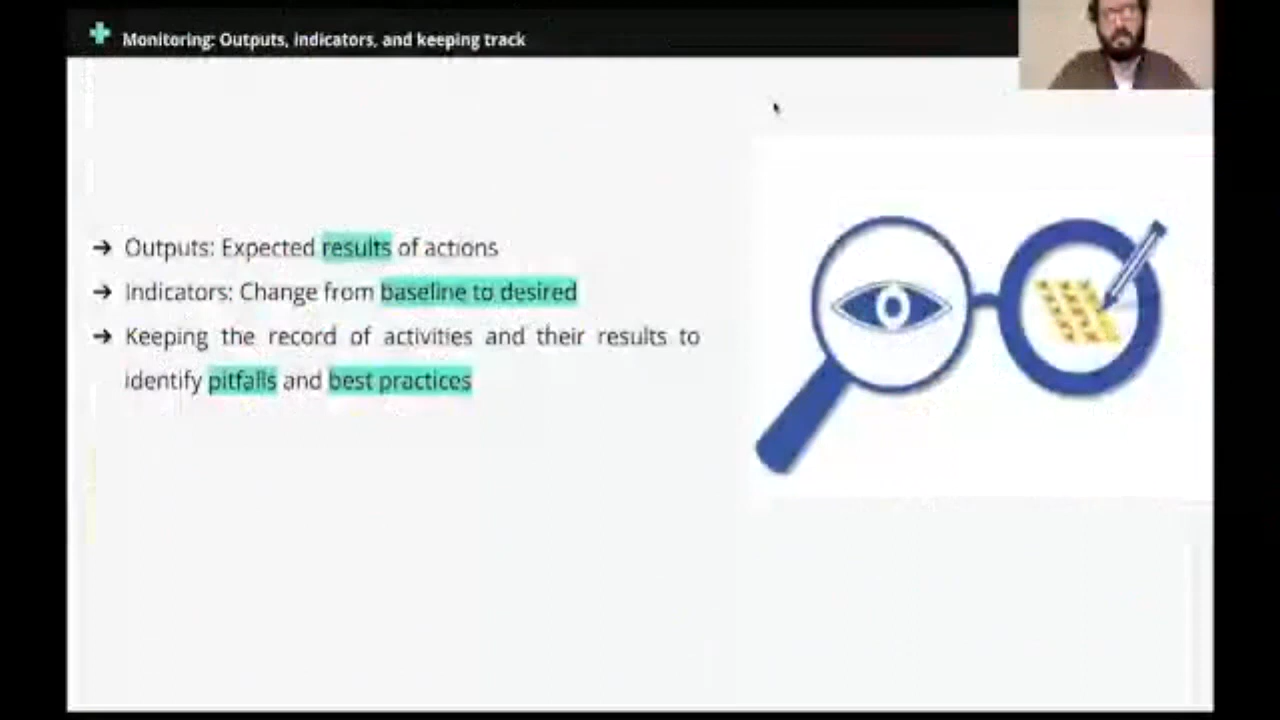 Monitoring: Outputs, indicators, and keeping track
➔ Outputs: Expected results of actions
➔ Indicators: Change from baseline to desired
➔ Keeping the record of activities and their results to
identify pitfalls and best practices